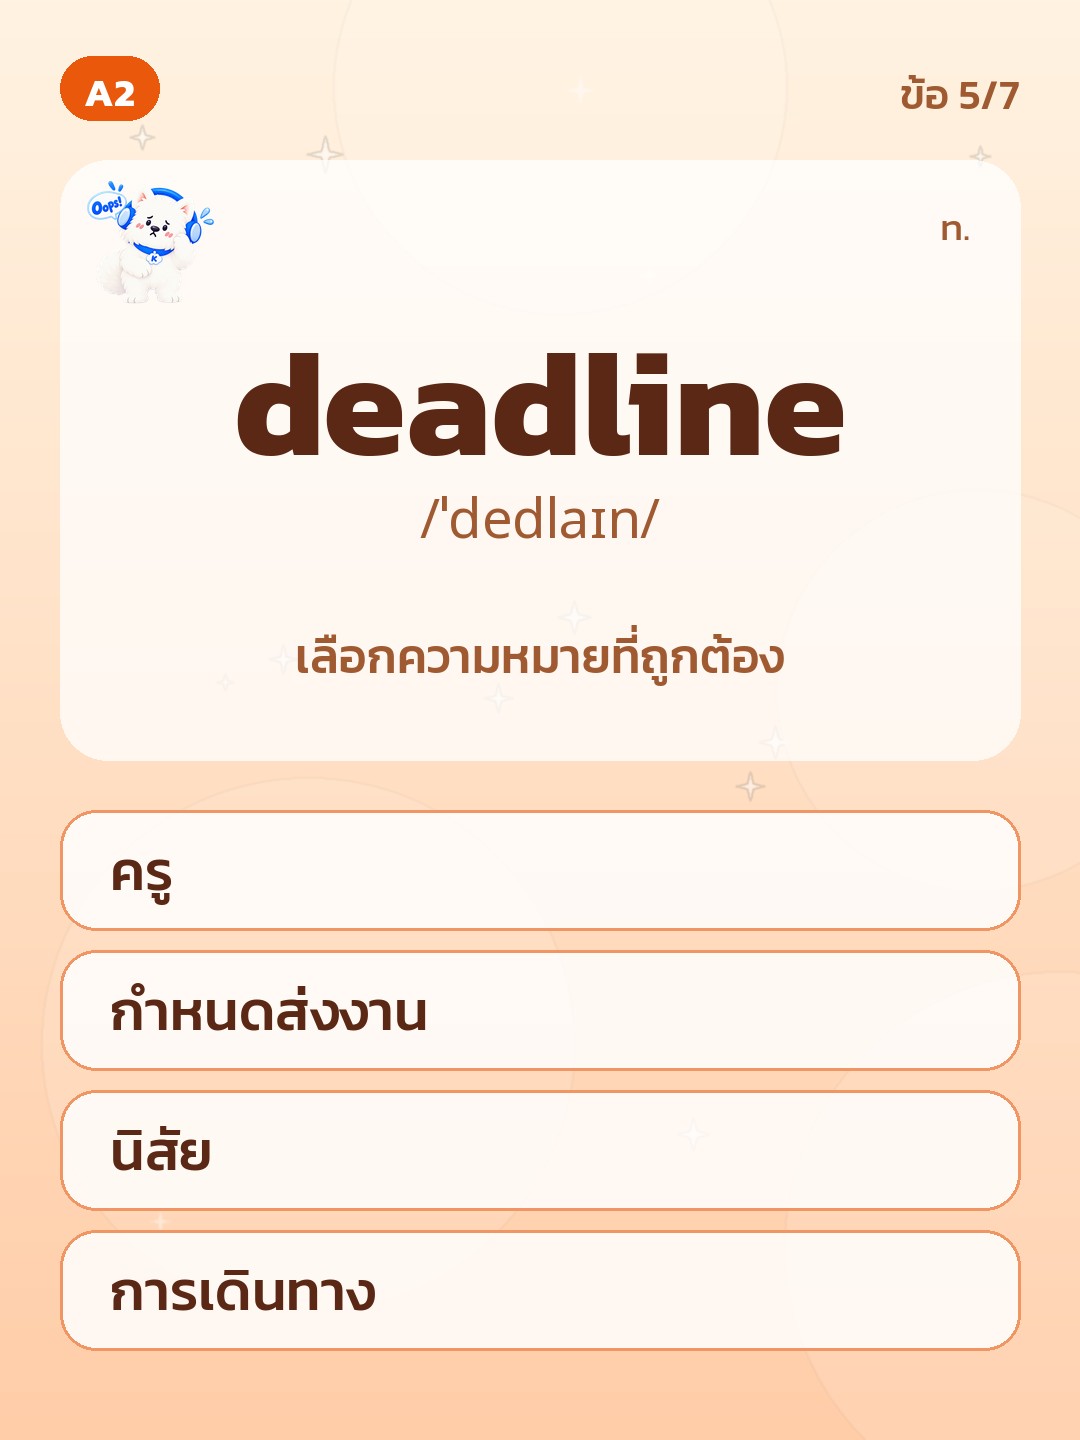 A2
ข้อ 5/7
Oops!
K
n.
deadline
/ˈdedlaɪn/
เลือกความหมายที่ถูกต้อง
ครู
กำหนดส่งงาน
นิสัย
การเดินทาง